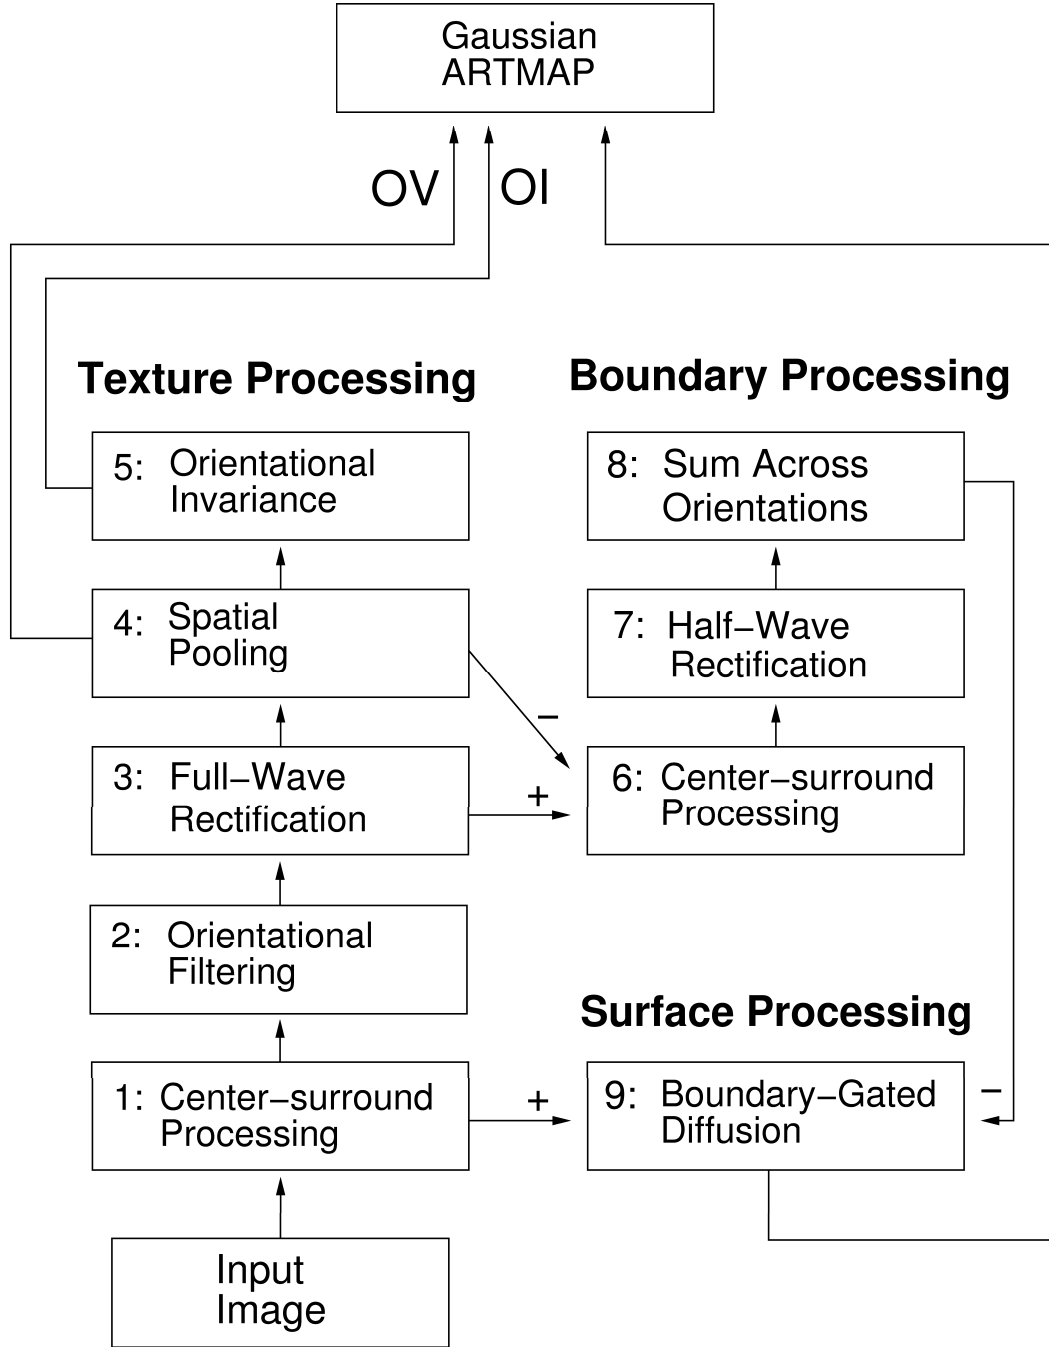 Gaussian
ARTMAP
OV OI
Texture Processing
Boundary Processing
5: Orientational
Invariance
8: Sum Across
Orientations
4: Spatial
Pooling
7: Half−Wave
Rectification
−
3: Full−Wave
Rectification
+
6: Center−surround
Processing
2: Orientational
Filtering
Surface Processing
1: Center−surround
Processing
+
9: Boundary−Gated
Diffusion
−
Input
Image